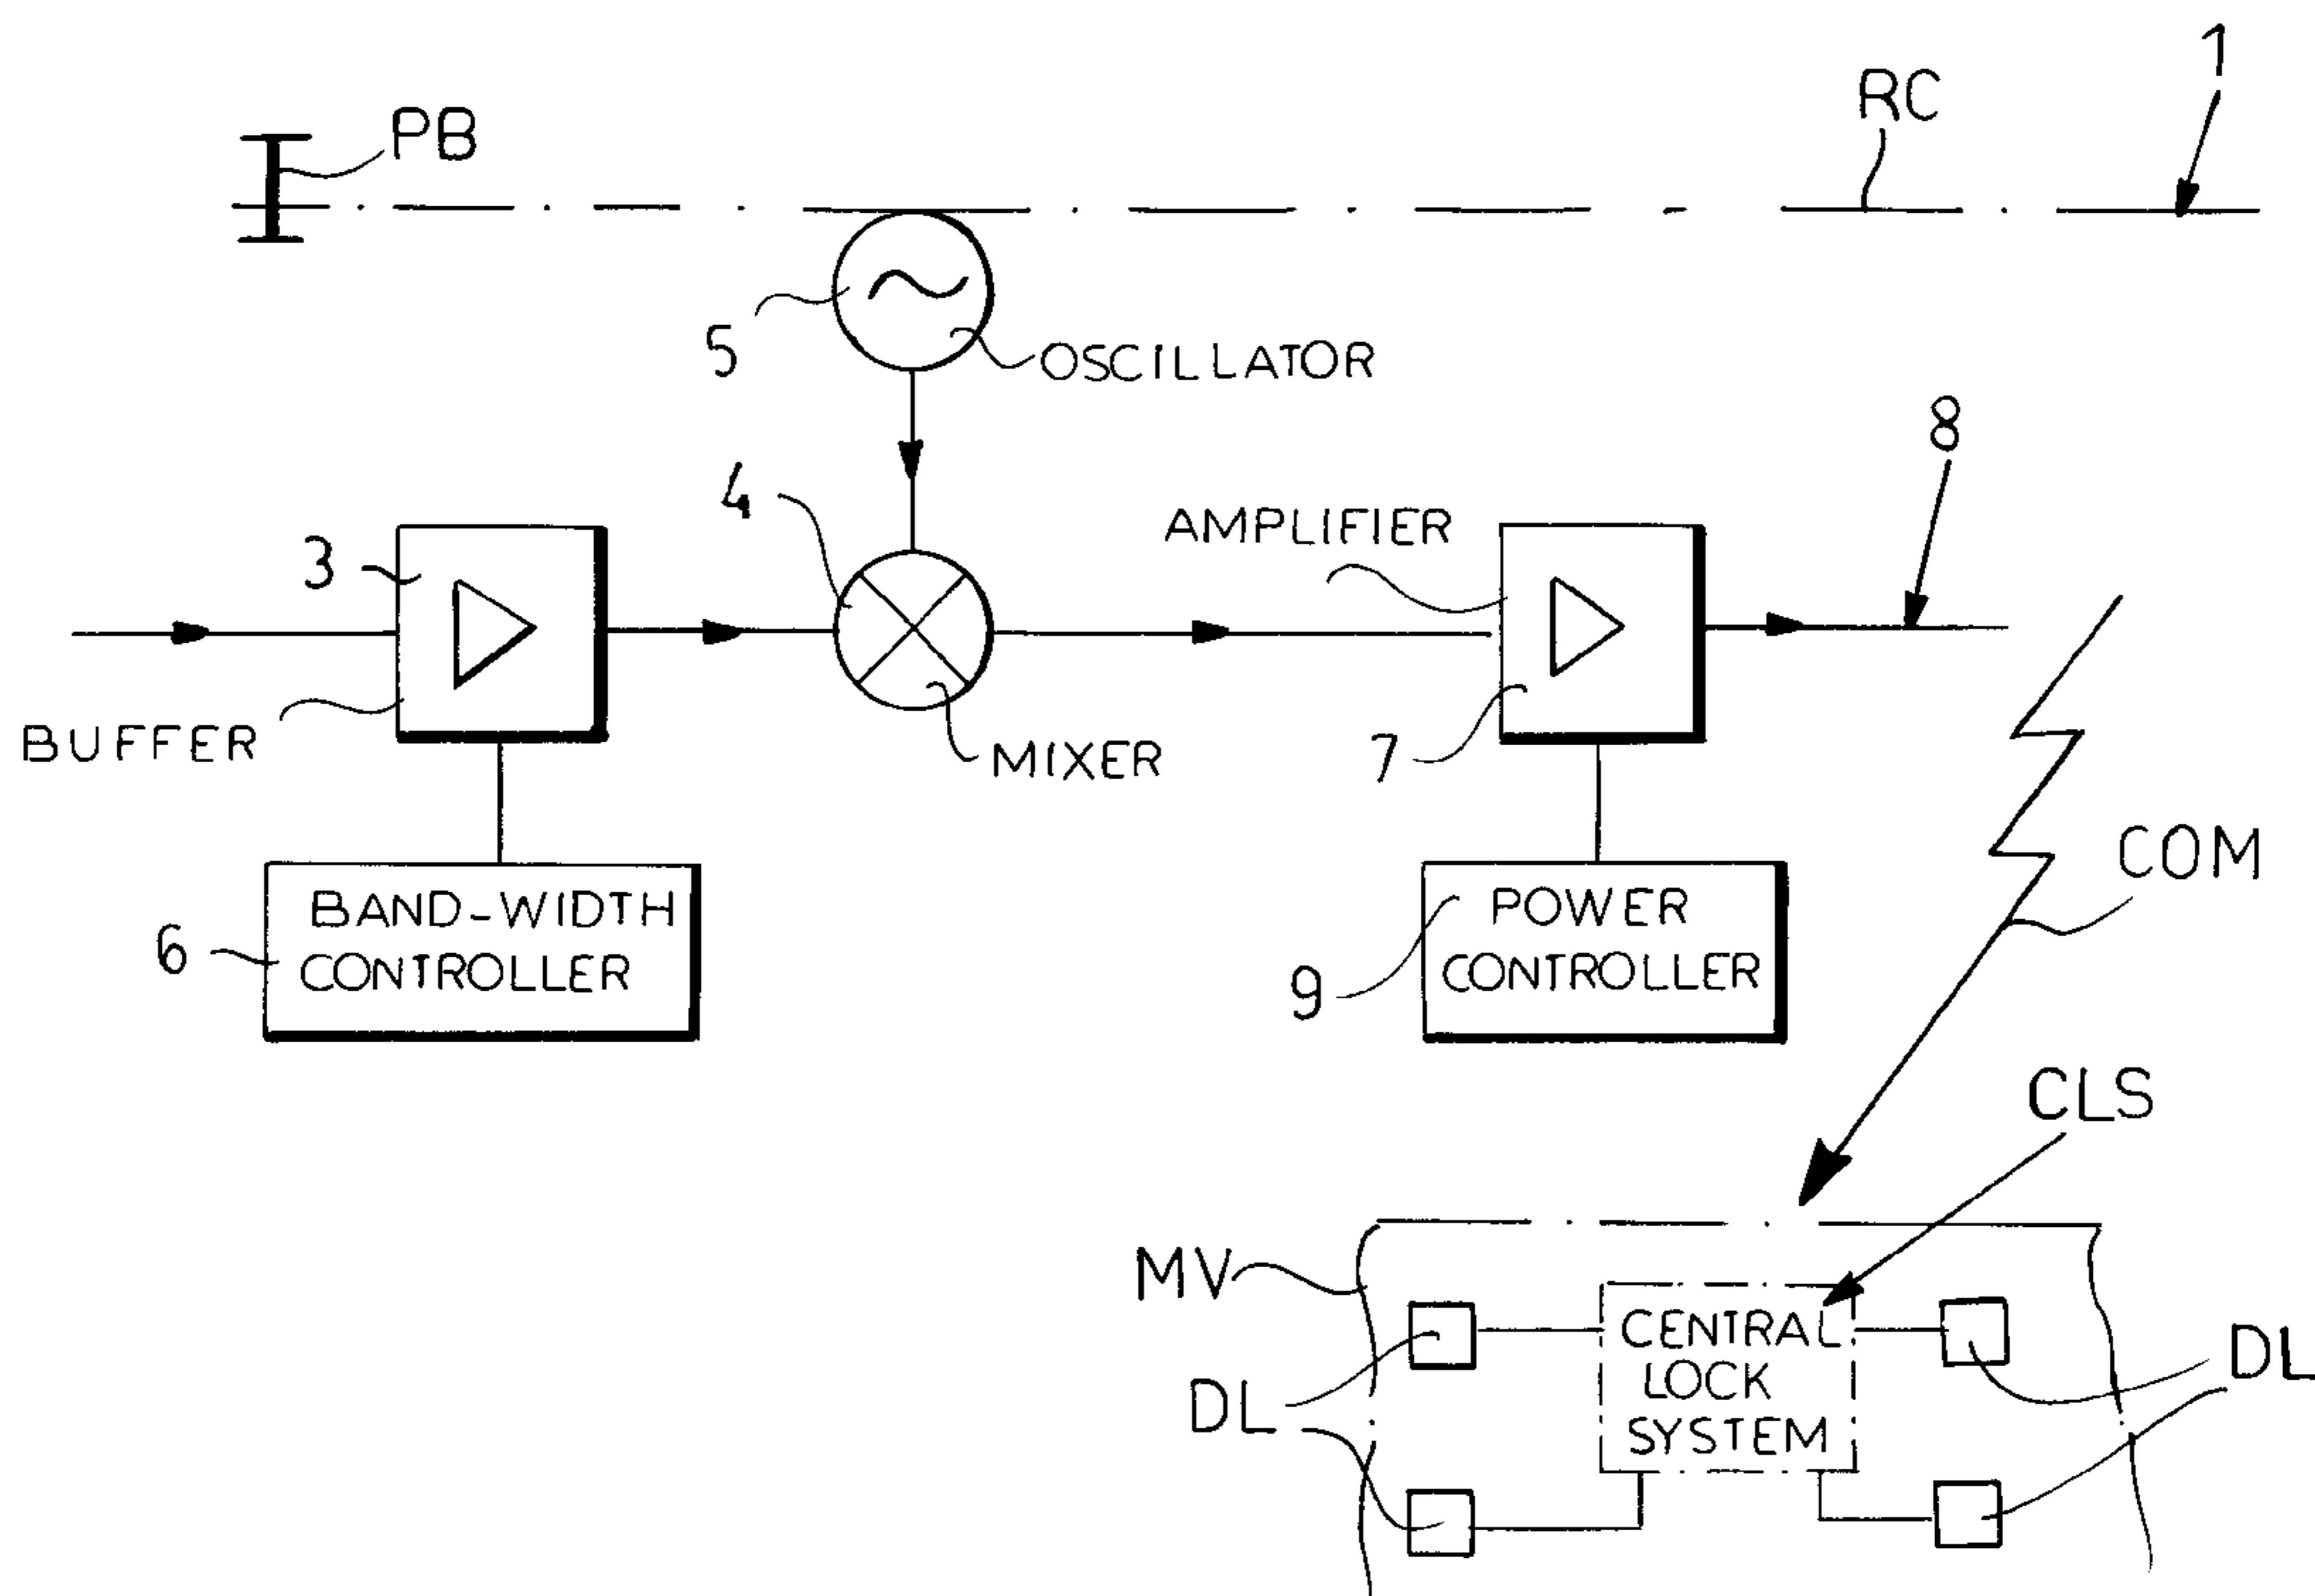 1
RC
PB
5
OSCILLATOR
8
4
AMPLIFIER
3
BUFFER
MIXER
7
COM
BAND-WIDTH
CONTROLLER
6
POWER
CONTROLLER
9
CLS
MV
CENTRAL
LOCK
SYSTEM
DL
DL